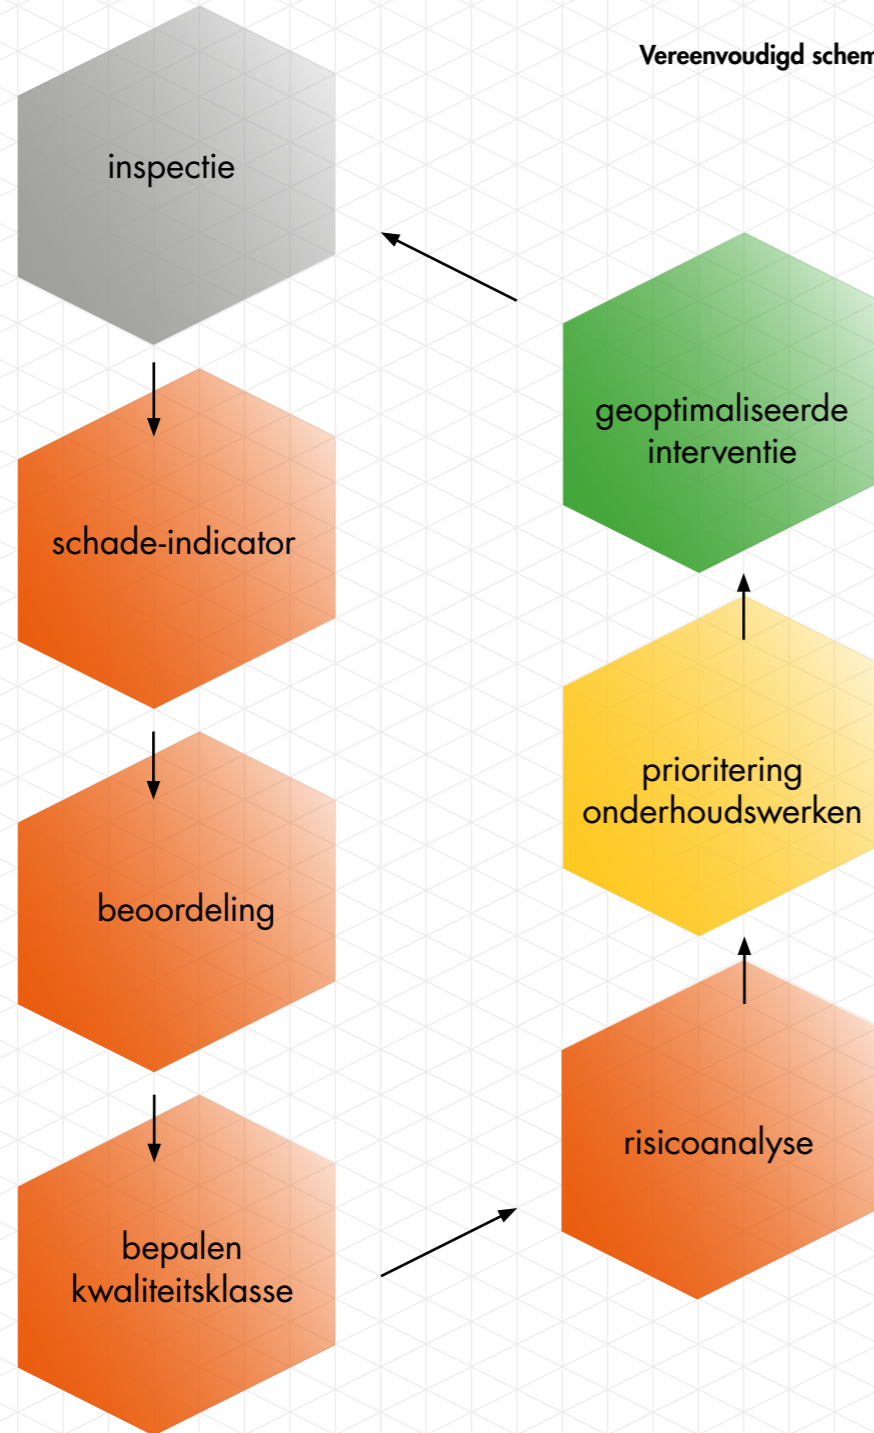 Vereenvoudigd schem
inspectie
schade-indicator
beoordeling
bepalen
kwaliteitsklasse
risicoanalyse
prioritering
onderhoudswerken
geoptimaliseerde
interventie